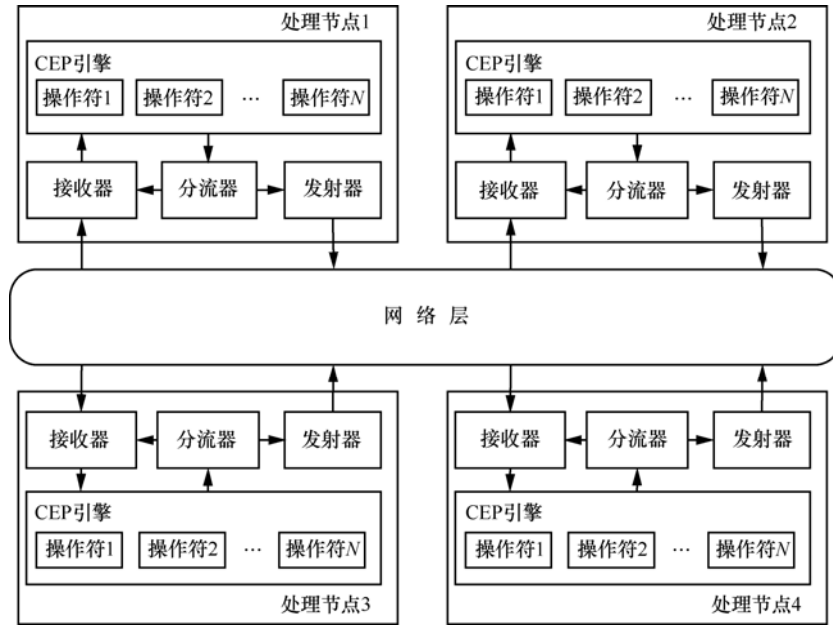 处理节点1
CEP引擎
操作符1 操作符2 … 操作符N
接收器 分流器 发射器
处理节点2
CEP引擎
操作符1 操作符2 … 操作符N
接收器 分流器 发射器
网络层
接收器 分流器 发射器
CEP引擎
操作符1 操作符2 … 操作符N
处理节点3
接收器 分流器 发射器
CEP引擎
操作符1 操作符2 … 操作符N
处理节点4